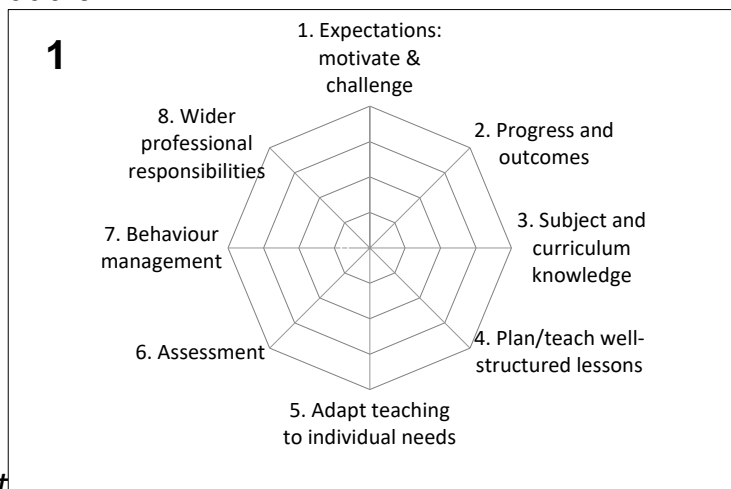 1
1. Expectations:
motivate &
challenge
2. Progress and
outcomes
3. Subject and
curriculum
knowledge
4. Plan/teach well-
structured lessons
5. Adapt teaching
to individual needs
6. Assessment
7. Behaviour
management
8. Wider
professional
responsibilities